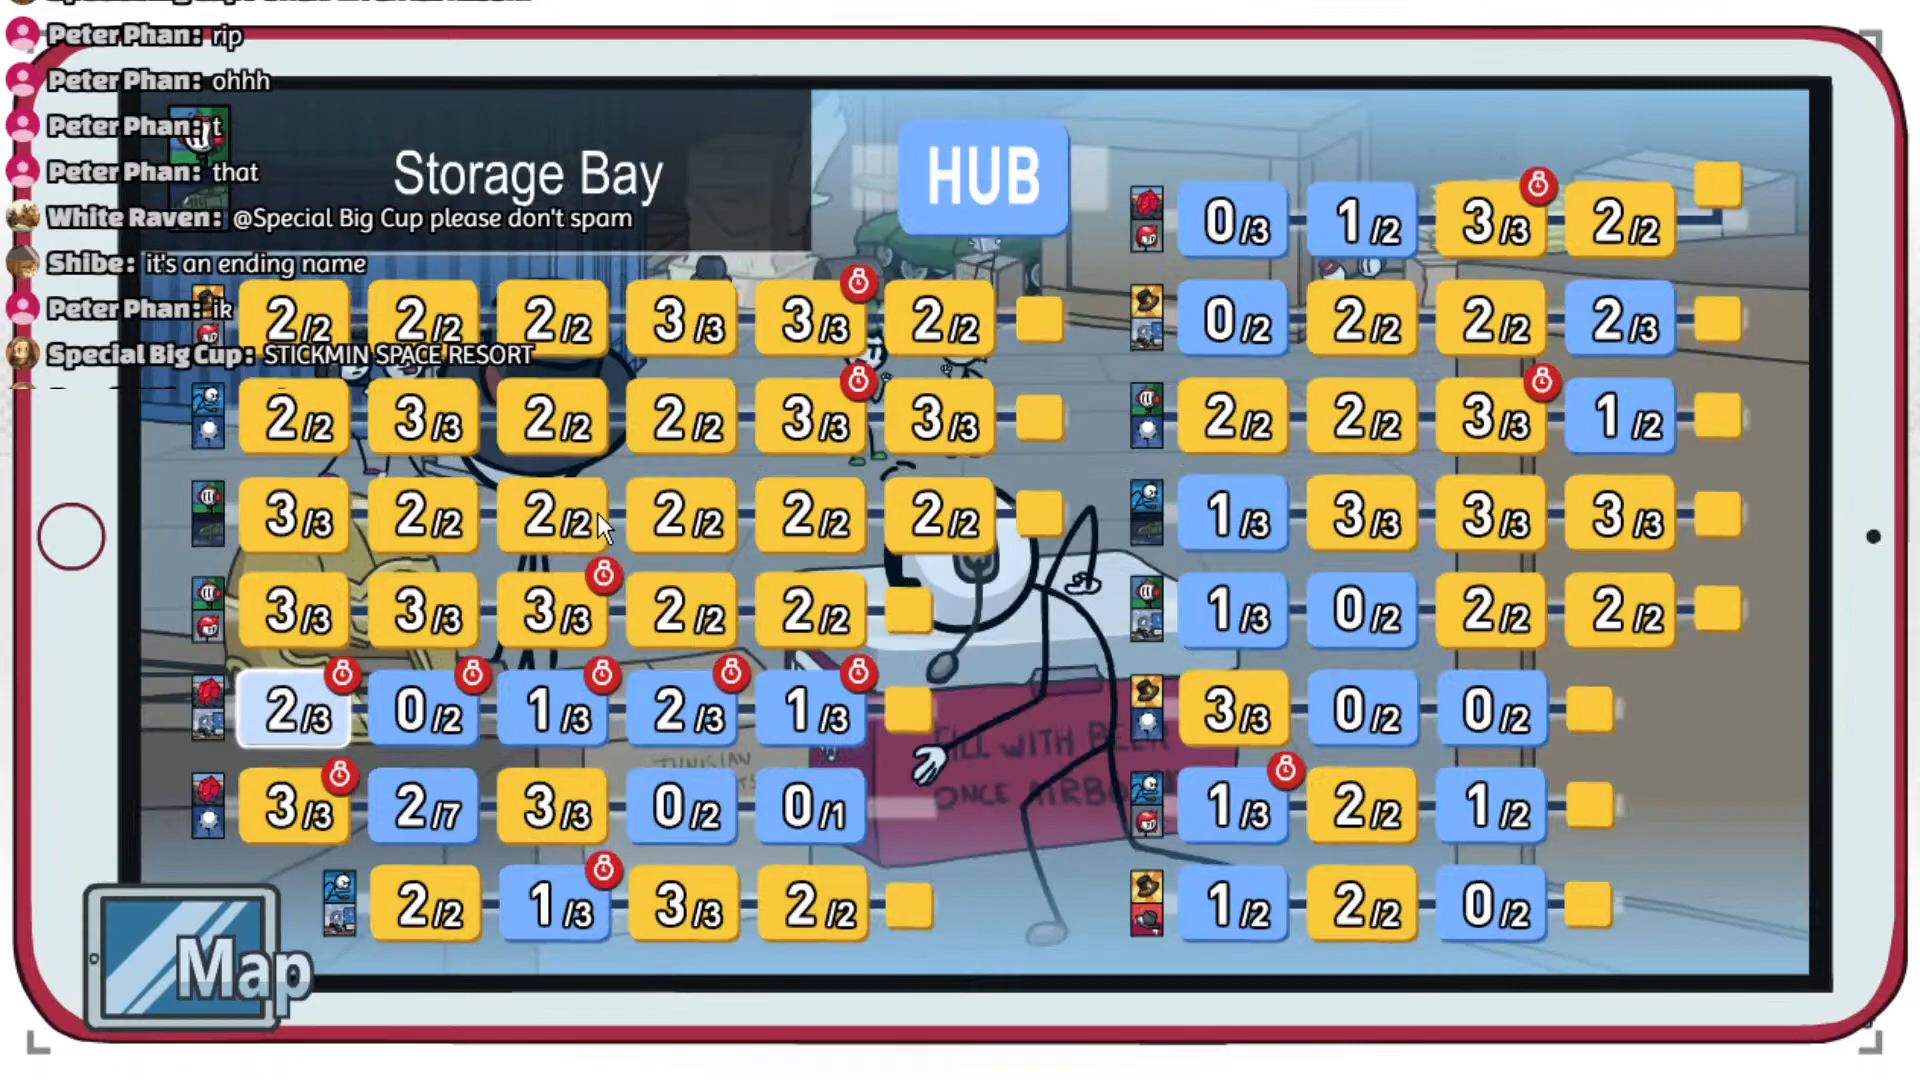 Peter Phan: rip
Peter Phan: ohhh
Peter Phan: t
Peter Phan: that
White Raven: @Special Big Cup please don't spam
Shibe: it's an ending name
Peter Phan: ik
Special Big Cup: STICKMIN SPACE RESORT
Storage Bay
HUB
2/2 2/2 2/2 3/3 3/3 2/2
2/2 3/3 2/2 2/2 3/3 3/3
3/3 2/2 2/2 2/2 2/2 2/2
3/3 3/3 3/3 2/2 2/2
2/3 0/2 1/3 2/3 1/3
3/3 2/7 3/3 0/2 0/1
2/2 1/3 3/3 2/2
0/3 1/2 3/3 2/2
0/2 2/2 2/2 2/3
2/2 2/2 3/3 1/2
1/3 3/3 3/3 3/3
1/3 0/2 2/2 2/2
3/3 0/2 0/2
1/3 2/2 1/2
1/2 2/2 0/2
FILL WITH BEER
ONCE AIRBO
TUNISIAN
Map